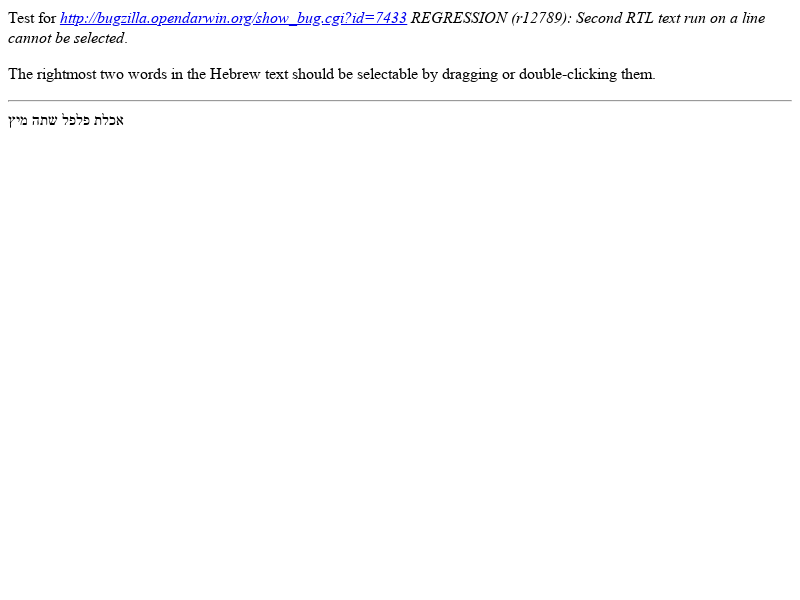 Test for http://bugzilla.opendarwin.org/show_bug.cgi?id=7433 REGRESSION (r12789): Second RTL text run on a line
cannot be selected.
The rightmost two words in the Hebrew text should be selectable by dragging or double-clicking them.
אכלת פלפל שתה מיץ